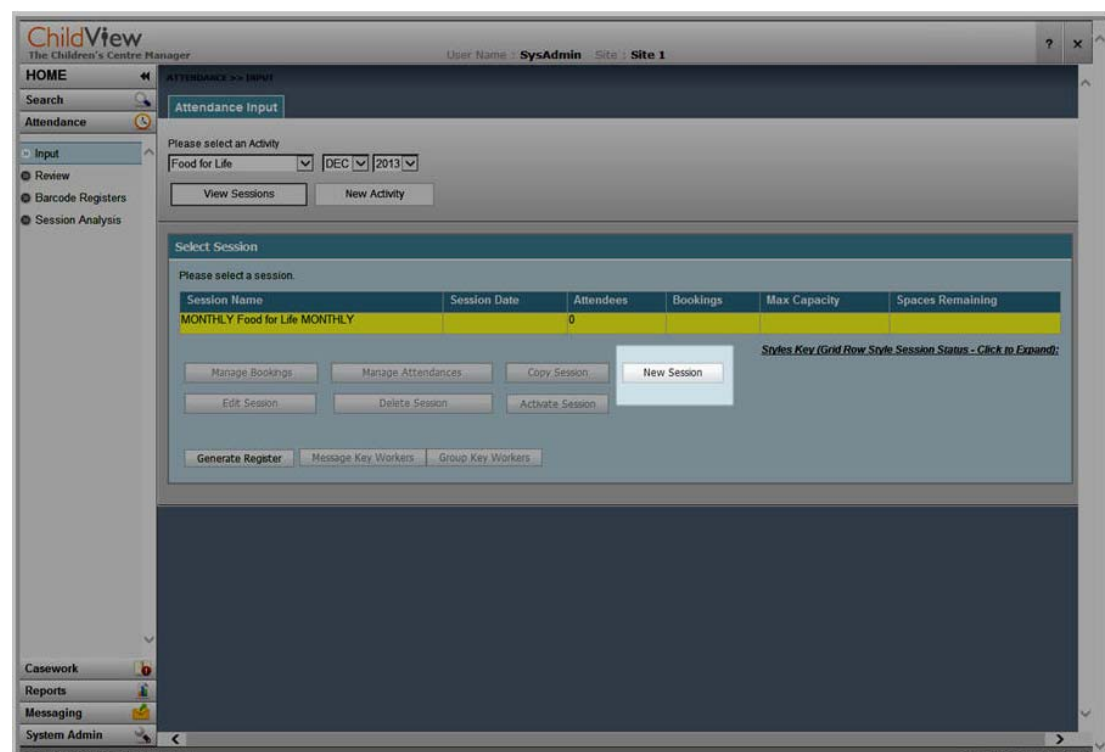 ChildView
The Children's Centre Manager
User Name : SysAdmin Site : Site 1
? ×
HOME
Search
Attendance
Input
Review
Barcode Registers
Session Analysis
ATTENDANCE >> INPUT
Attendance Input
Please select an Activity
Food for Life DEC 2013
View Sessions New Activity
Select Session
Please select a session.
Session Name Session Date Attendees Bookings Max Capacity Spaces Remaining
MONTHLY Food for Life MONTHLY 0
Styles Key (Grid Row Style Session Status - Click to Expand):
Manage Bookings Manage Attendances Copy Session New Session
Edit Session Delete Session Activate Session
Generate Register Message Key Workers Group Key Workers
Casework
Reports
Messaging
System Admin